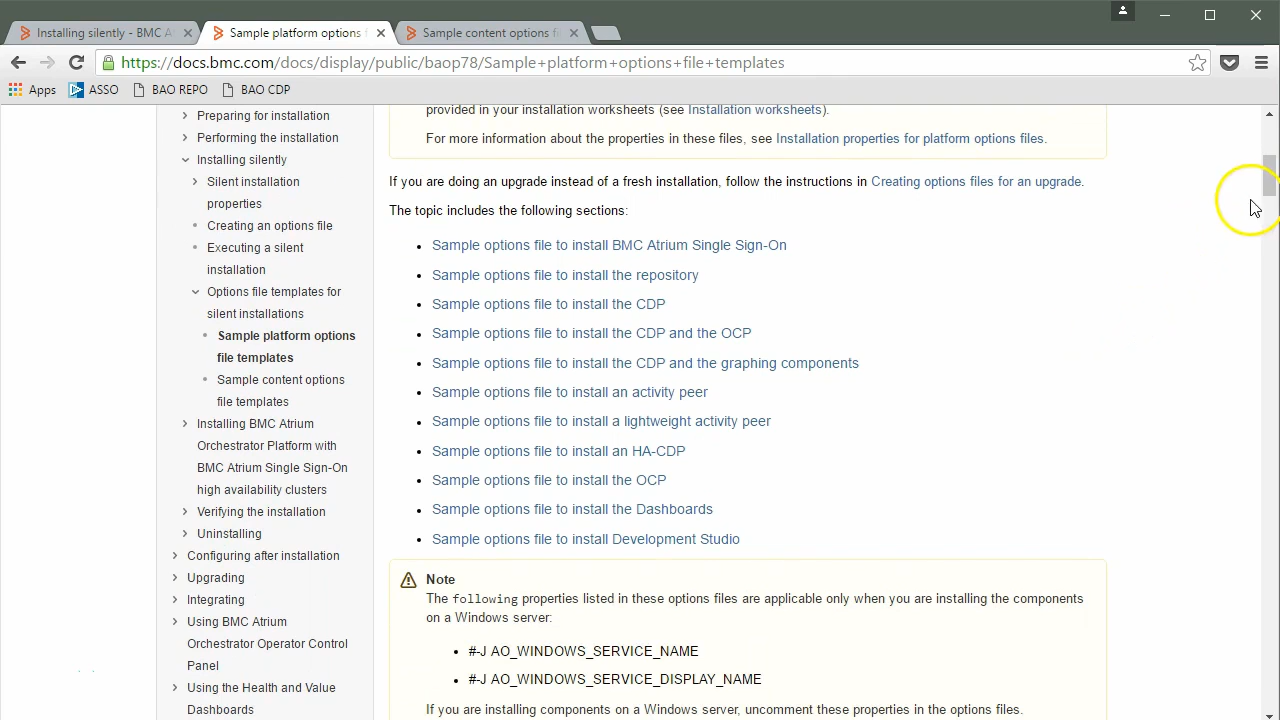 Installing silently - BMC A
Sample platform options f
Sample content options fi
https://docs.bmc.com/docs/display/public/baop78/Sample+platform+options+file+templates
Apps
ASSO
BAO REPO
BAO CDP
Preparing for installation
Performing the installation
Installing silently
Silent installation
properties
Creating an options file
Executing a silent
installation
Options file templates for
silent installations
Sample platform options
file templates
Sample content options
file templates
Installing BMC Atrium
Orchestrator Platform with
BMC Atrium Single Sign-On
high availability clusters
Verifying the installation
Uninstalling
Configuring after installation
Upgrading
Integrating
Using BMC Atrium
Orchestrator Operator Control
Panel
Using the Health and Value
Dashboards
provided in your installation worksheets (see Installation worksheets).
For more information about the properties in these files, see Installation properties for platform options files.
If you are doing an upgrade instead of a fresh installation, follow the instructions in Creating options files for an upgrade.
The topic includes the following sections:
• Sample options file to install BMC Atrium Single Sign-On
• Sample options file to install the repository
• Sample options file to install the CDP
• Sample options file to install the CDP and the OCP
• Sample options file to install the CDP and the graphing components
• Sample options file to install an activity peer
• Sample options file to install a lightweight activity peer
• Sample options file to install an HA-CDP
• Sample options file to install the OCP
• Sample options file to install the Dashboards
• Sample options file to install Development Studio
Note
The following properties listed in these options files are applicable only when you are installing the components
on a Windows server:
• #-J AO_WINDOWS_SERVICE_NAME
• #-J AO_WINDOWS_SERVICE_DISPLAY_NAME
If you are installing components on a Windows server, uncomment these properties in the options files.